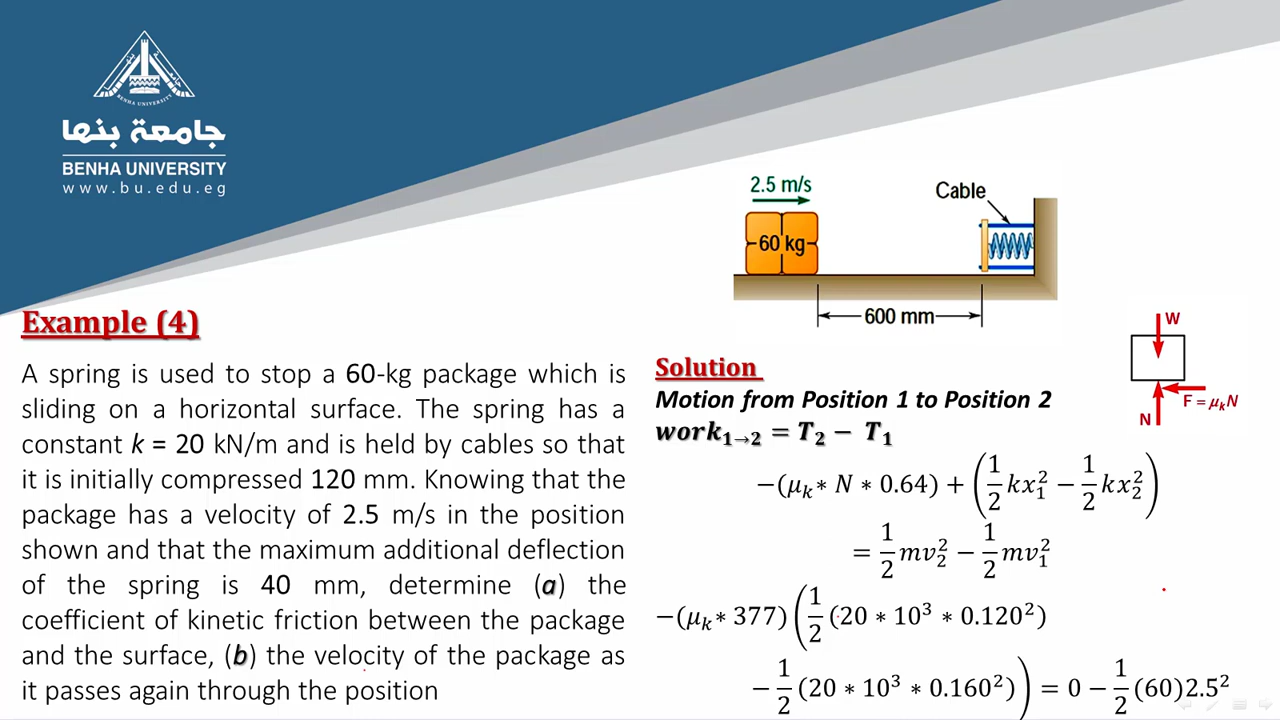 جامعة بنها
BENHA UNIVERSITY
www.bu.edu.eg
2.5 m/s
Cable
60 kg
600 mm
Example (4)
A spring is used to stop a 60-kg package which is
sliding on a horizontal surface. The spring has a
constant k = 20 kN/m and is held by cables so that
it is initially compressed 120 mm. Knowing that the
package has a velocity of 2.5 m/s in the position
shown and that the maximum additional deflection
of the spring is 40 mm, determine (a) the
coefficient of kinetic friction between the package
and the surface, (b) the velocity of the package as
it passes again through the position
W
F = μₖN
N
Solution
Motion from Position 1 to Position 2
work₁→₂ = T₂ − T₁
−(μₖ* N * 0.64) + (1/2 kx₁² − 1/2 kx₂²)
= 1/2 mv₂² − 1/2 mv₁²
−(μₖ* 377) (1/2 (20 * 10³ * 0.120²)
− 1/2 (20 * 10³ * 0.160²)) = 0 − 1/2 (60)2.5²